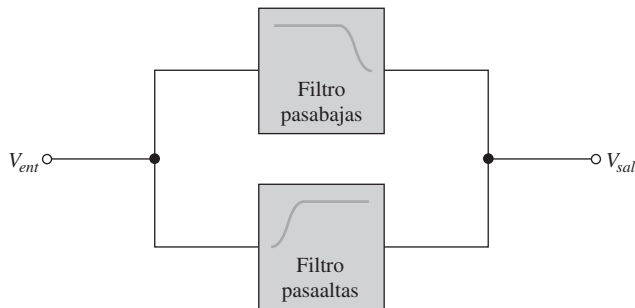 Filtro
pasabajas
V_ent
V_sal
Filtro
pasaaltas